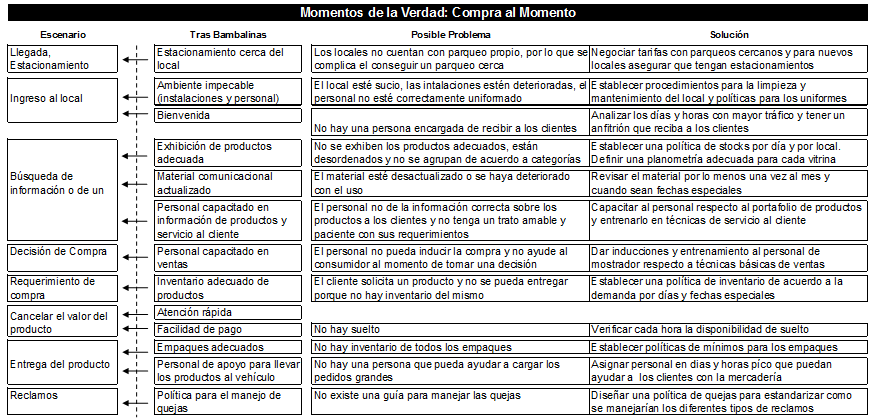 Momentos de la Verdad: Compra al Momento
Escenario
Tras Bambalinas
Posible Problema
Solución
Llegada,
Estacionamiento
Estacionamiento cerca del
local
Los locales no cuentan con parqueo propio, por lo que se
complica el conseguir un parqueo cerca
Negociar tarifas con parqueos cercanos y para nuevos
locales asegurar que tengan estacionamientos
Ingreso al local
Ambiente impecable
(instalaciones y personal)
El local esté sucio, las intalaciones estén deterioradas, el
personal no esté correctamente uniformado
Establecer procedimientos para la limpieza y
mantenimiento del local y políticas para los uniformes
Bienvenida
No hay una persona encargada de recibir a los clientes
Analizar los días y horas con mayor tráfico y tener un
anfitrión que reciba a los clientes
Búsqueda de
información o de un
Exhibición de productos
adecuada
No se exhiben los productos adecuados, están
desordenados y no se agrupan de acuerdo a categorías
Establecer una política de stocks por día y por local.
Definir una planometría adecuada para cada vitrina
Material comunicacional
actualizado
El material esté desactualizado o se haya deteriorado
con el uso
Revisar el material por lo menos una vez al mes y
cuando sean fechas especiales
Personal capacitado en
información de productos y
servicio al cliente
El personal no de la información correcta sobre los
productos a los clientes y no tenga un trato amable y
paciente con sus requerimientos
Capacitar al personal respecto al portafolio de productos
y entrenarlo en técnicas de servicio al cliente
Decisión de Compra
Personal capacitado en
ventas
El personal no pueda inducir la compra y no ayude al
consumidor al momento de tomar una decisión
Dar inducciones y entrenamiento al personal de
mostrador respecto a técnicas básicas de ventas
Requerimiento de
compra
Inventario adecuado de
productos
El cliente solicita un producto y no se pueda entregar
porque no hay inventario del mismo
Establecer una política de inventario de acuerdo a la
demanda por días y fechas especiales
Cancelar el valor del
producto
Atención rápida
Facilidad de pago
No hay suelto
Verificar cada hora la disponibilidad de suelto
Entrega del producto
Empaques adecuados
No hay inventario de todos los empaques
Establecer políticas de mínimos para los empaques
Personal de apoyo para llevar
los productos al vehículo
No hay una persona que pueda ayudar a cargar los
pedidos grandes
Asignar personal en días y horas píco que puedan
ayudar a los clientes con la mercadería
Reclamos
Política para el manejo de
quejas
No existe una guía para manejar las quejas
Diseñar una política de quejas para estandarizar como
se manejarían los diferentes tipos de reclamos